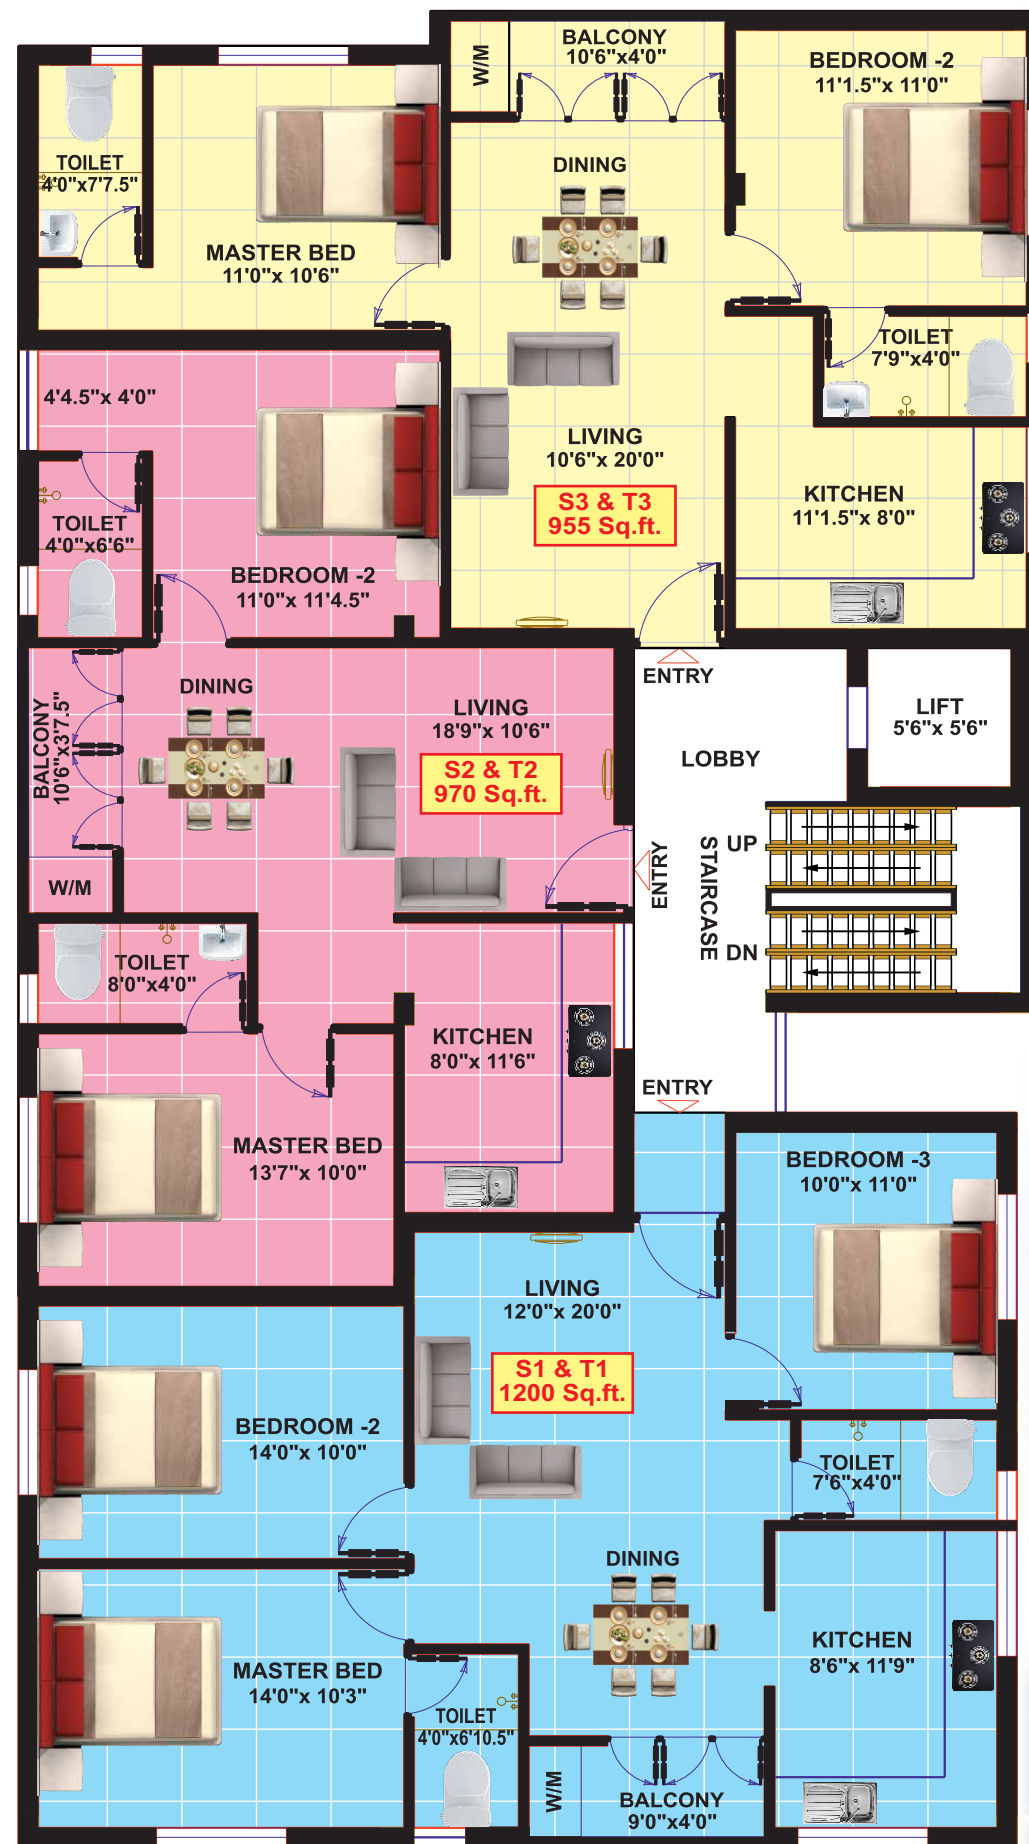 W/M
BALCONY
10'6"x4'0"
BEDROOM -2
11'1.5"x 11'0"
TOILET
4'0"x7'7.5"
MASTER BED
11'0"x 10'6"
DINING
TOILET
7'9"x4'0"
LIVING
10'6"x 20'0"
S3 & T3
955 Sq.ft.
KITCHEN
11'1.5"x 8'0"
4'4.5"x 4'0"
TOILET
4'0"x6'6"
BEDROOM -2
11'0"x 11'4.5"
ENTRY
BALCONY
10'6"x3'7.5"
DINING
LIVING
18'9"x 10'6"
S2 & T2
970 Sq.ft.
W/M
LOBBY
LIFT
5'6"x 5'6"
ENTRY
STAIRCASE
UP
DN
TOILET
8'0"x4'0"
KITCHEN
8'0"x 11'6"
MASTER BED
13'7"x 10'0"
ENTRY
BEDROOM -3
10'0"x 11'0"
LIVING
12'0"x 20'0"
S1 & T1
1200 Sq.ft.
BEDROOM -2
14'0"x 10'0"
TOILET
7'6"x4'0"
DINING
KITCHEN
8'6"x 11'9"
MASTER BED
14'0"x 10'3"
TOILET
4'0"x6'10.5"
W/M
BALCONY
9'0"x4'0"